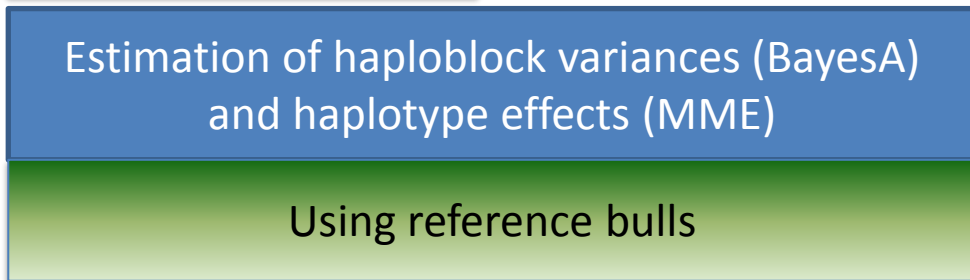 Estimation of haploblock variances (BayesA)
and haplotype effects (MME)
Using reference bulls